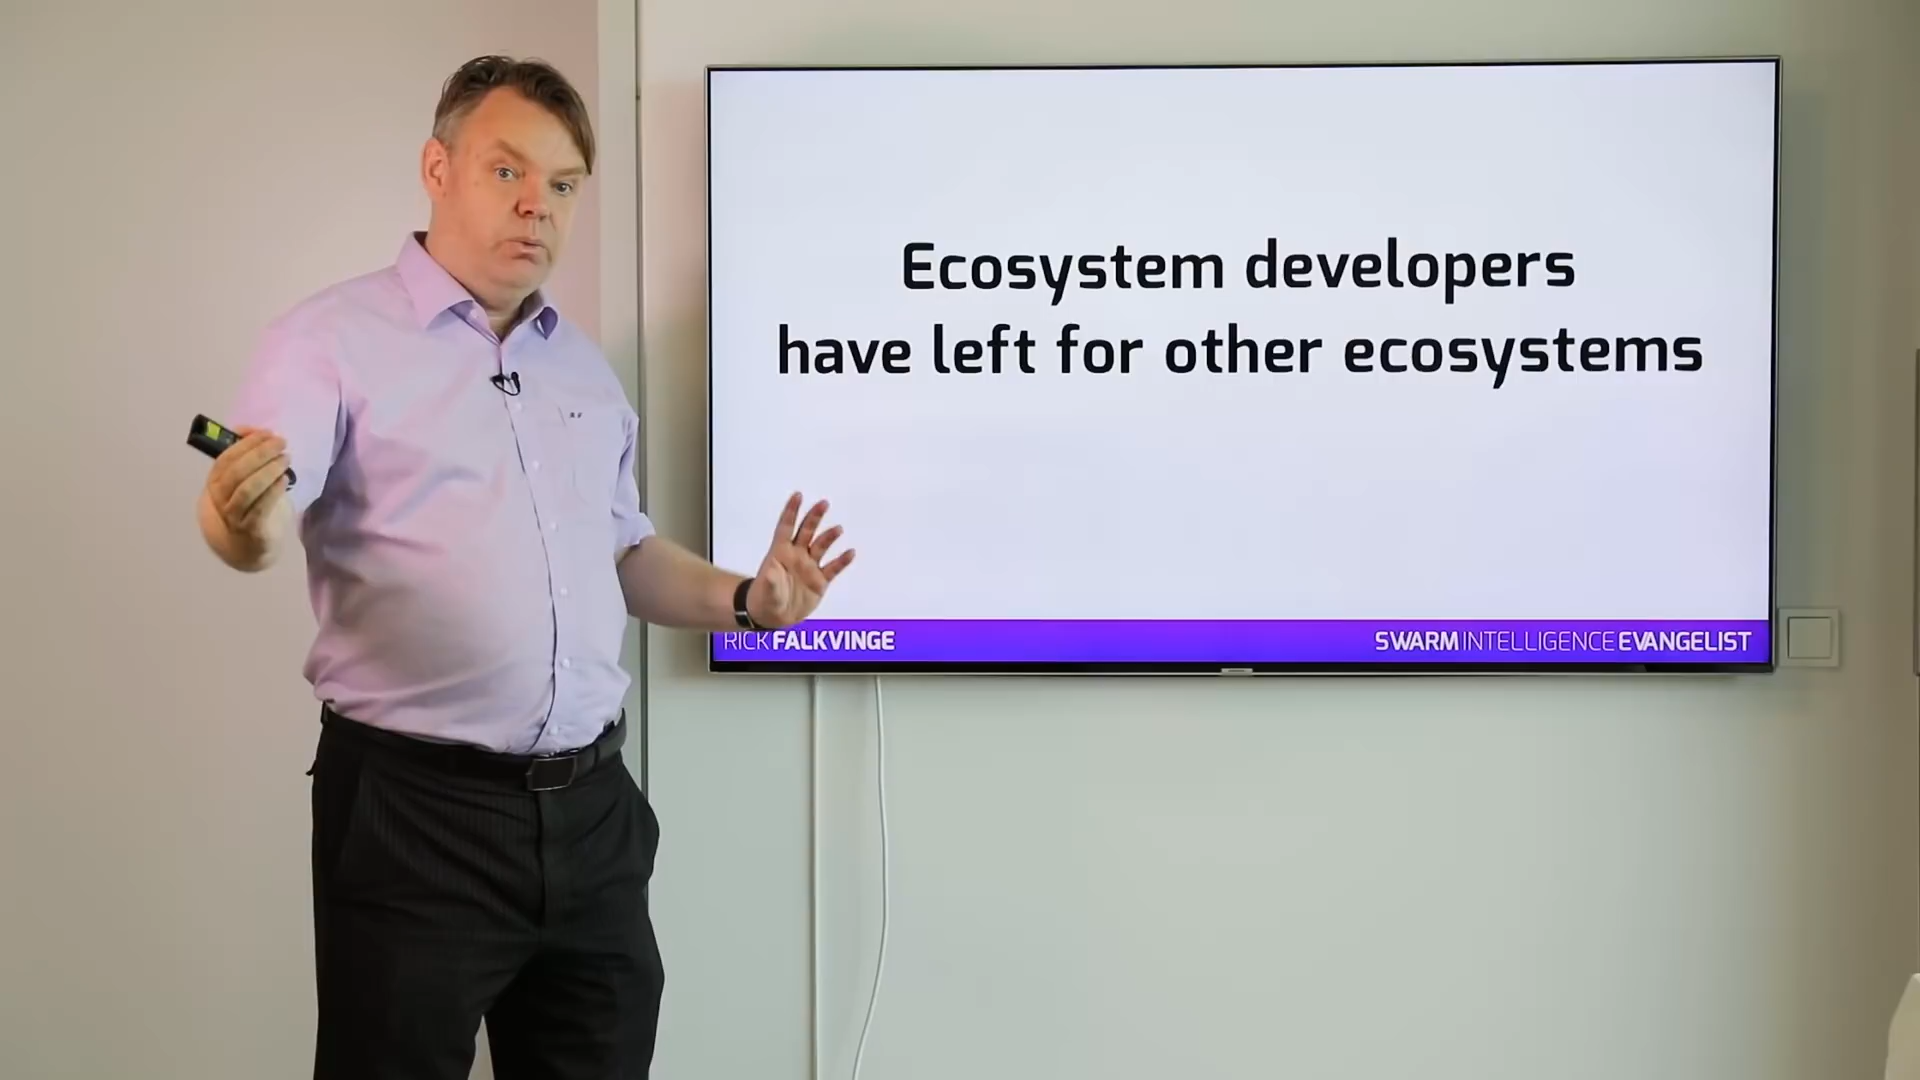 Ecosystem developers
have left for other ecosystems
RICKFALKVINGE
SWARMINTELLIGENCEEVANGELIST